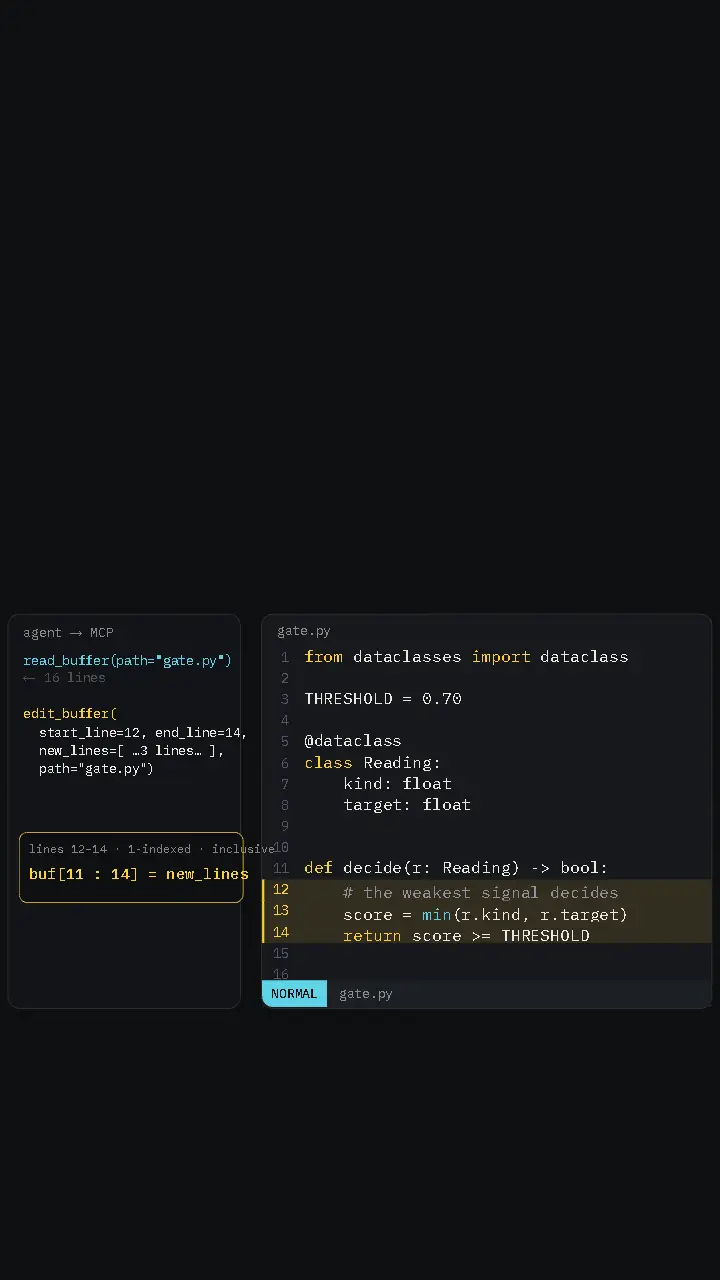 agent → MCP
read_buffer(path="gate.py")
← 16 lines
edit_buffer(
  start_line=12, end_line=14,
  new_lines=[ …3 lines… ],
  path="gate.py")
lines 12–14 · 1-indexed · inclusive
buf[11 : 14] = new_lines
gate.py
1 from dataclasses import dataclass
2
3 THRESHOLD = 0.70
4
5 @dataclass
6 class Reading:
7     kind: float
8     target: float
9
10
11 def decide(r: Reading) -> bool:
12     # the weakest signal decides
13     score = min(r.kind, r.target)
14     return score >= THRESHOLD
15
16
NORMAL gate.py